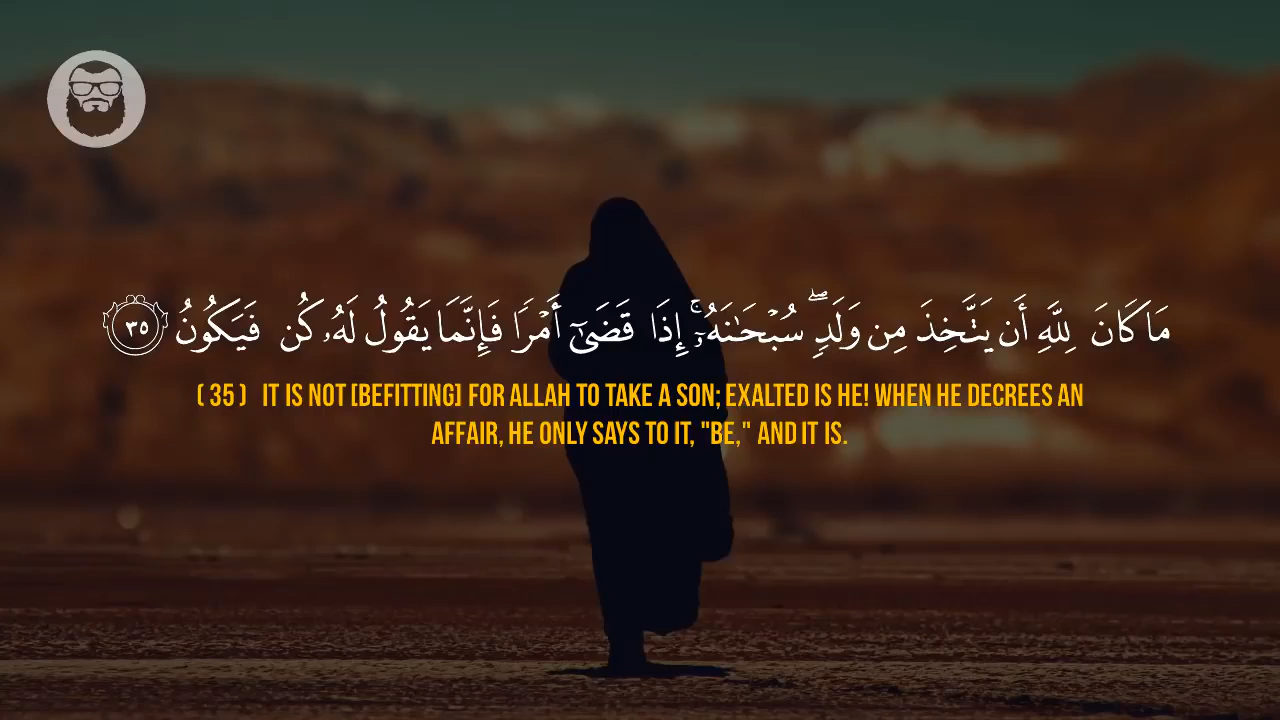 مَا كَانَ لِلَّهِ أَن يَتَّخِذَ مِن وَلَدٍ ۖ سُبْحَـٰنَهُۥٓ ۚ إِذَا قَضَىٰٓ أَمْرًا فَإِنَّمَا يَقُولُ لَهُۥ كُن فَيَكُونُ ٣٥
( 35 ) IT IS NOT [BEFITTING] FOR ALLAH TO TAKE A SON; EXALTED IS HE! WHEN HE DECREES AN
AFFAIR, HE ONLY SAYS TO IT, "BE," AND IT IS.